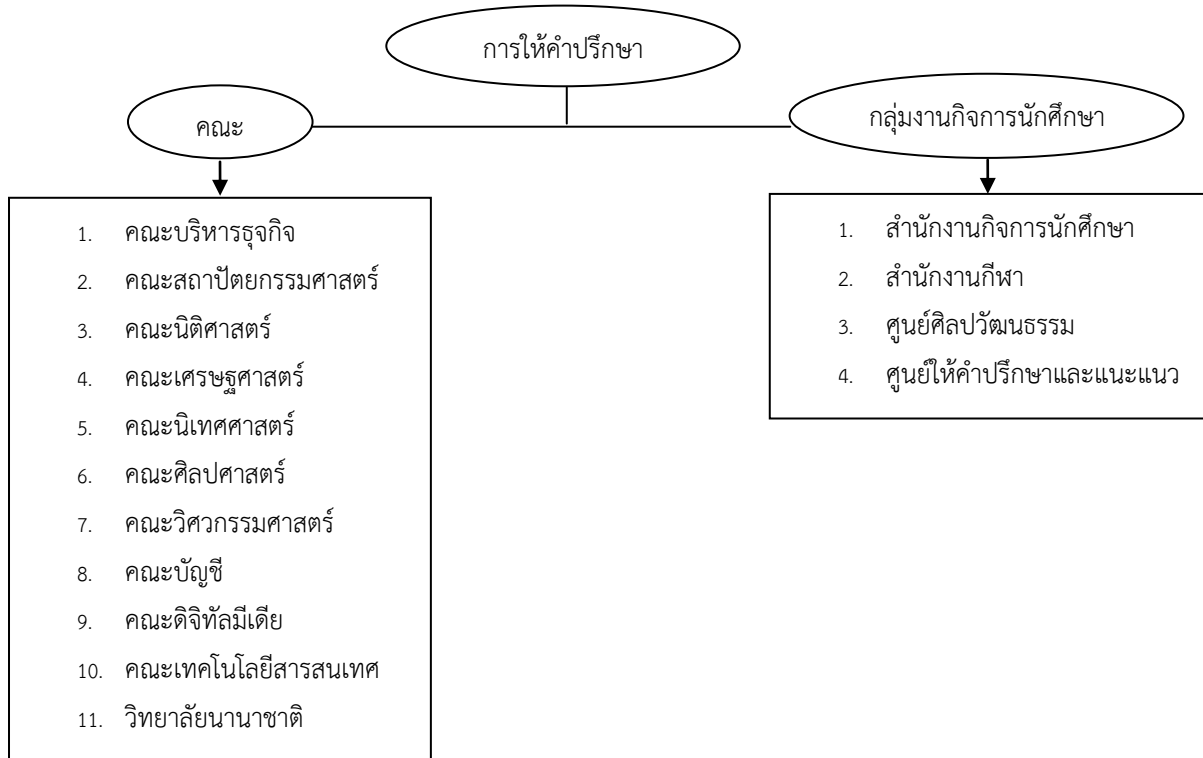 การให้คำปรึกษา
คณะ
กลุ่มงานกิจการนักศึกษา
1. คณะบริหารธุจกิจ
2. คณะสถาปัตยกรรมศาสตร์
3. คณะนิติศาสตร์
4. คณะเศรษฐศาสตร์
5. คณะนิเทศศาสตร์
6. คณะศิลปศาสตร์
7. คณะวิศวกรรมศาสตร์
8. คณะบัญชี
9. คณะดิจิทัลมีเดีย
10. คณะเทคโนโลยีสารสนเทศ
11. วิทยาลัยนานาชาติ
1. สำนักงานกิจการนักศึกษา
2. สำนักงานกีฬา
3. ศูนย์ศิลปวัฒนธรรม
4. ศูนย์ให้คำปรึกษาและแนะแนว